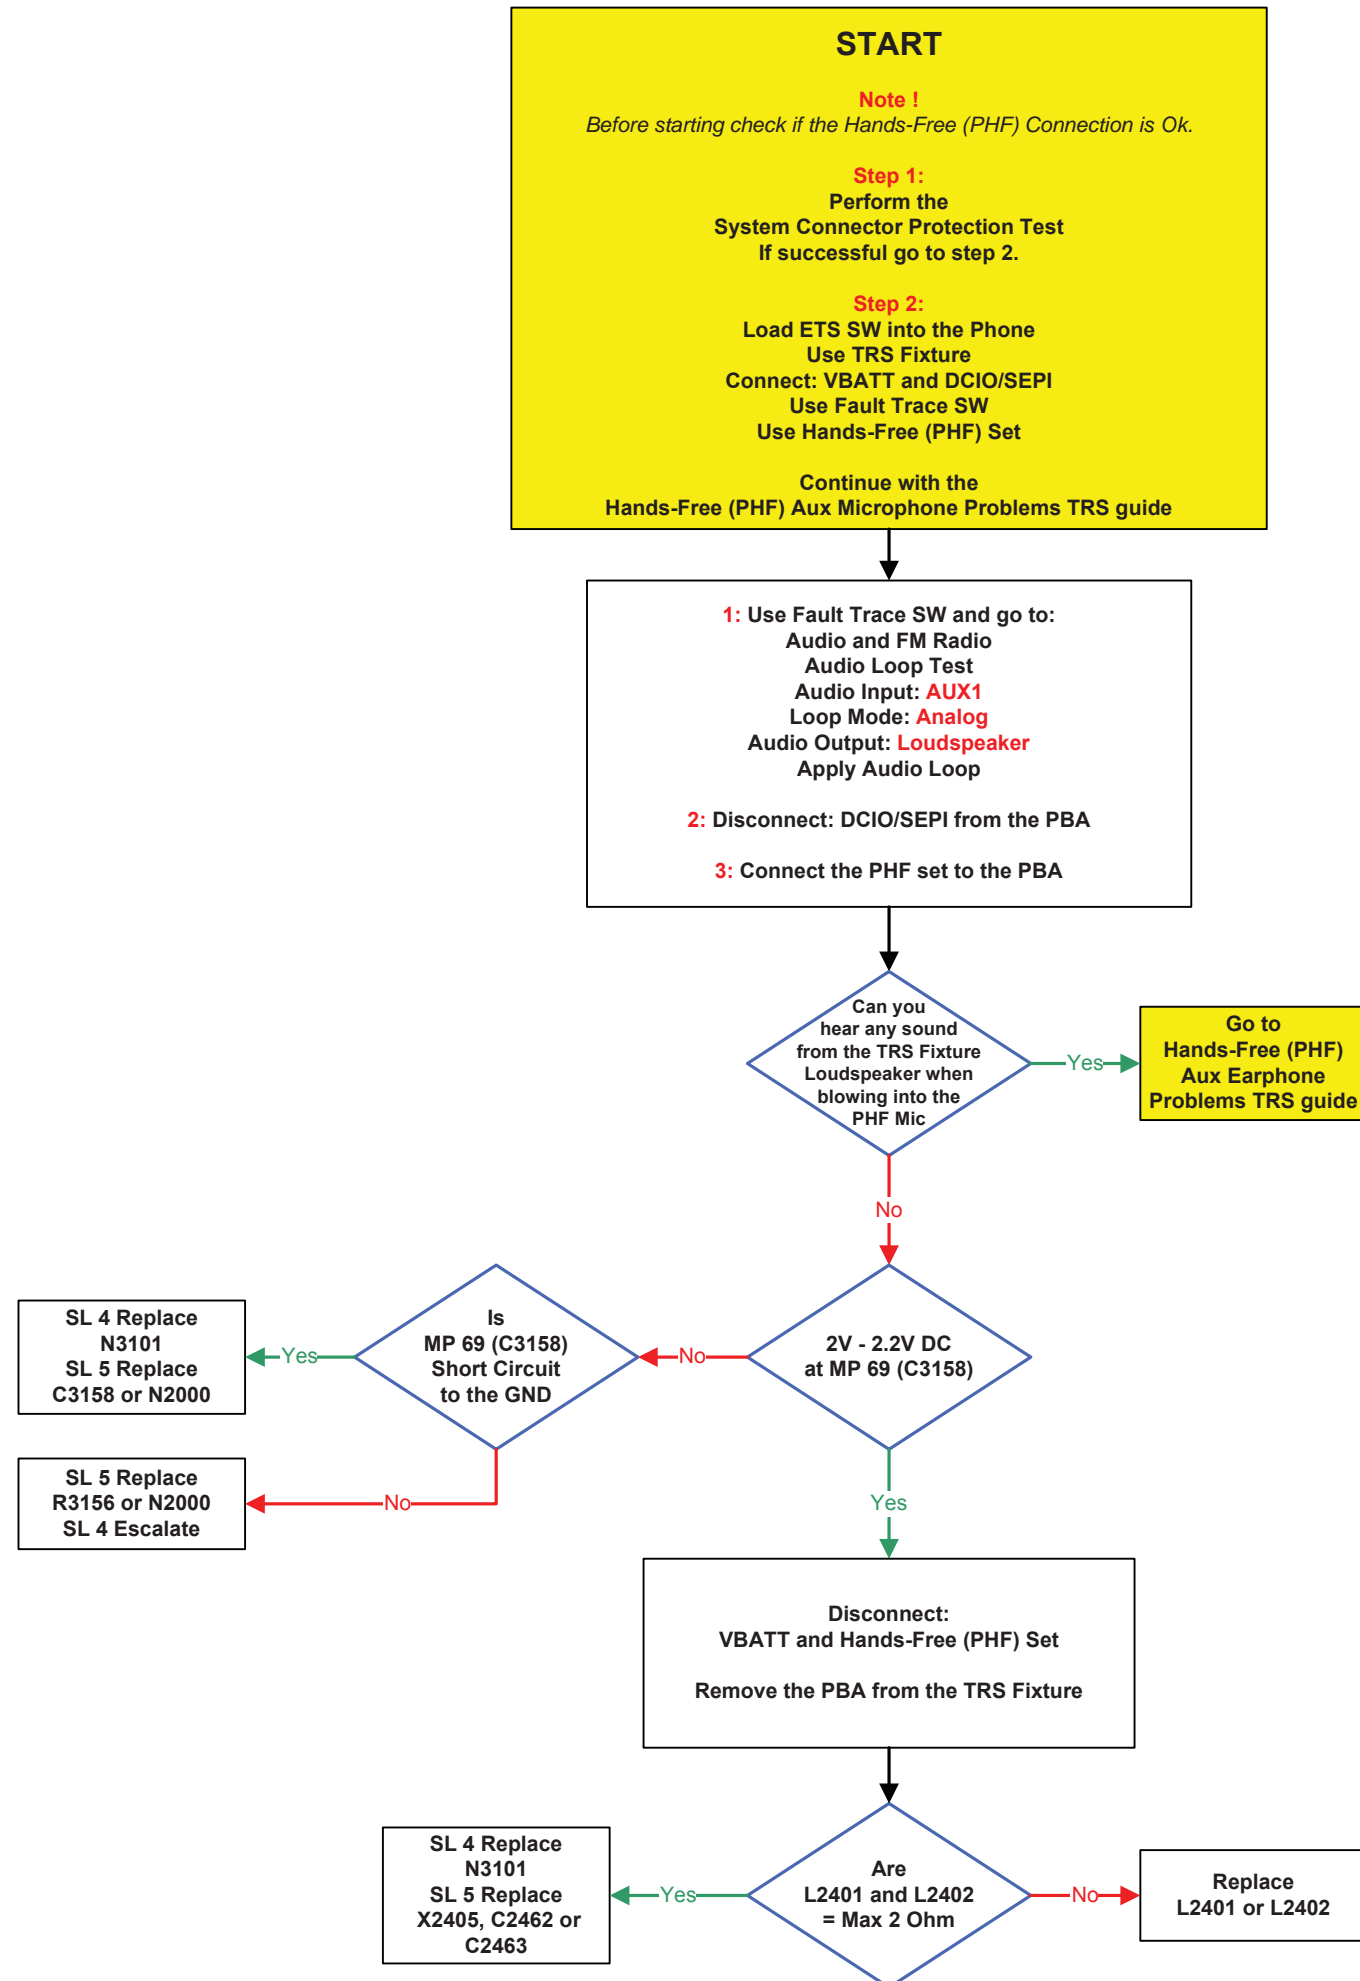 START
Note !
Before starting check if the Hands-Free (PHF) Connection is Ok.
Step 1:
Perform the
System Connector Protection Test
If successful go to step 2.
Step 2:
Load ETS SW into the Phone
Use TRS Fixture
Connect: VBATT and DCIO/SEPI
Use Fault Trace SW
Use Hands-Free (PHF) Set
Continue with the
Hands-Free (PHF) Aux Microphone Problems TRS guide
1: Use Fault Trace SW and go to:
Audio and FM Radio
Audio Loop Test
Audio Input: AUX1
Loop Mode: Analog
Audio Output: Loudspeaker
Apply Audio Loop
2: Disconnect: DCIO/SEPI from the PBA
3: Connect the PHF set to the PBA
Can you
hear any sound
from the TRS Fixture
Loudspeaker when
blowing into the
PHF Mic
Yes
Go to
Hands-Free (PHF)
Aux Earphone
Problems TRS guide
No
2V - 2.2V DC
at MP 69 (C3158)
No
Is
MP 69 (C3158)
Short Circuit
to the GND
Yes
SL 4 Replace
N3101
SL 5 Replace
C3158 or N2000
No
SL 5 Replace
R3156 or N2000
SL 4 Escalate
Yes
Disconnect:
VBATT and Hands-Free (PHF) Set
Remove the PBA from the TRS Fixture
Are
L2401 and L2402
= Max 2 Ohm
Yes
SL 4 Replace
N3101
SL 5 Replace
X2405, C2462 or
C2463
No
Replace
L2401 or L2402